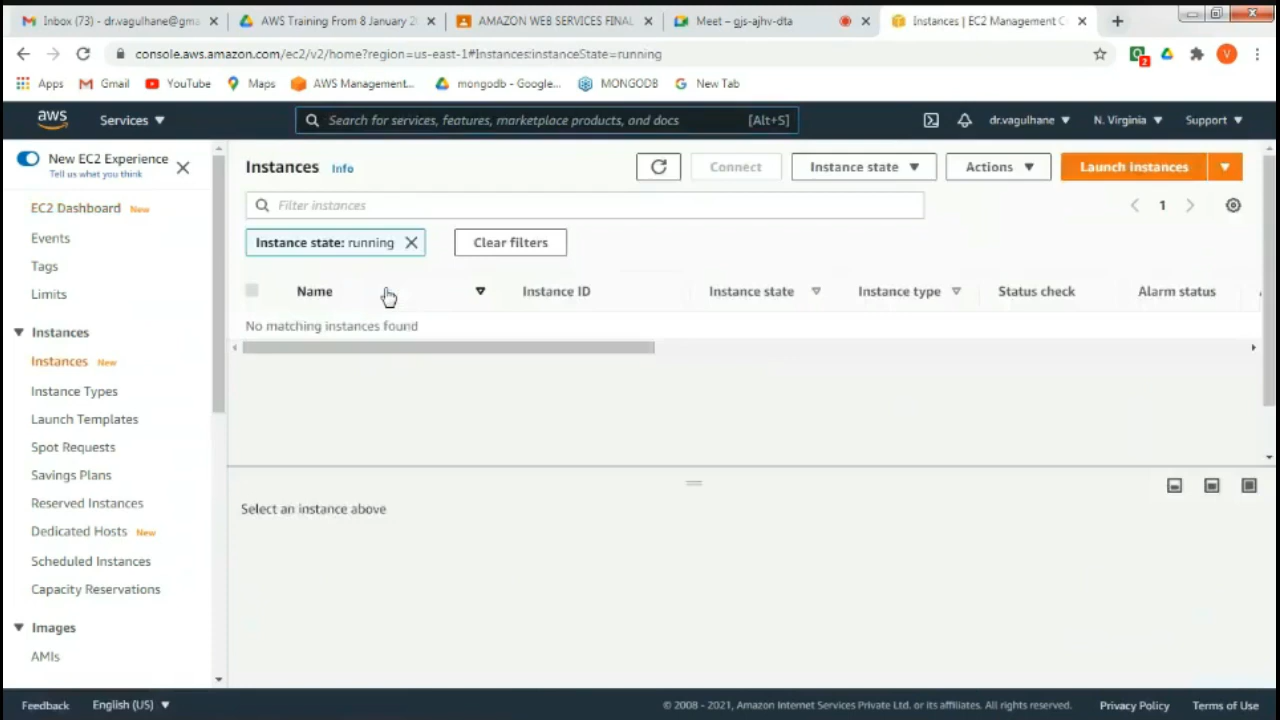 Inbox (73) - dr.vagulhane@gma
AWS Training From 8 January 2
AMAZON WEB SERVICES FINAL
Meet – gjs-ajhv-dta
Instances | EC2 Management C
console.aws.amazon.com/ec2/v2/home?region=us-east-1#Instances:instanceState=running
2
V
Apps
Gmail
YouTube
Maps
AWS Management...
mongodb - Google...
MONGODB
New Tab
aws
Services
Search for services, features, marketplace products, and docs
[Alt+S]
dr.vagulhane
N. Virginia
Support
New EC2 Experience
Tell us what you think
EC2 Dashboard New
Events
Tags
Limits
Instances
Instances New
Instance Types
Launch Templates
Spot Requests
Savings Plans
Reserved Instances
Dedicated Hosts New
Scheduled Instances
Capacity Reservations
Images
AMIs
Instances Info
Connect
Instance state
Actions
Launch instances
Filter instances
1
Instance state: running
Clear filters
Name
Instance ID
Instance state
Instance type
Status check
Alarm status
No matching instances found
Select an instance above
Feedback
English (US)
© 2008 - 2021, Amazon Internet Services Private Ltd. or its affiliates. All rights reserved.
Privacy Policy
Terms of Use